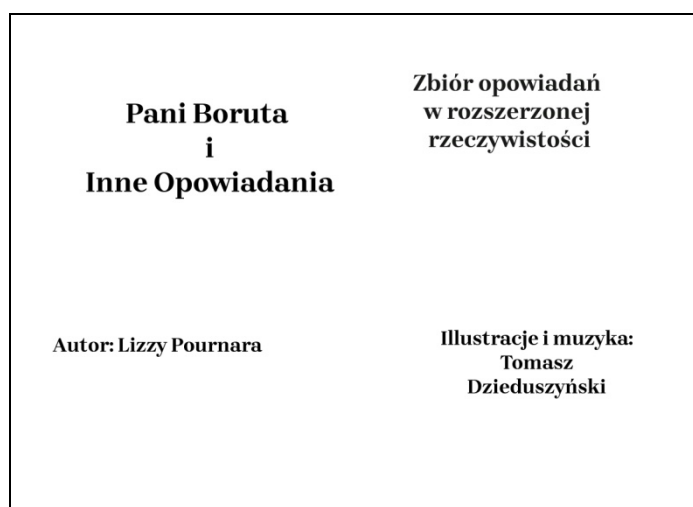 Pani Boruta
i
Inne Opowiadania
Zbiór opowiadań
w rozszerzonej
rzeczywistości
Autor: Lizzy Pournara
Illustracje i muzyka:
Tomasz
Dzieduszyński